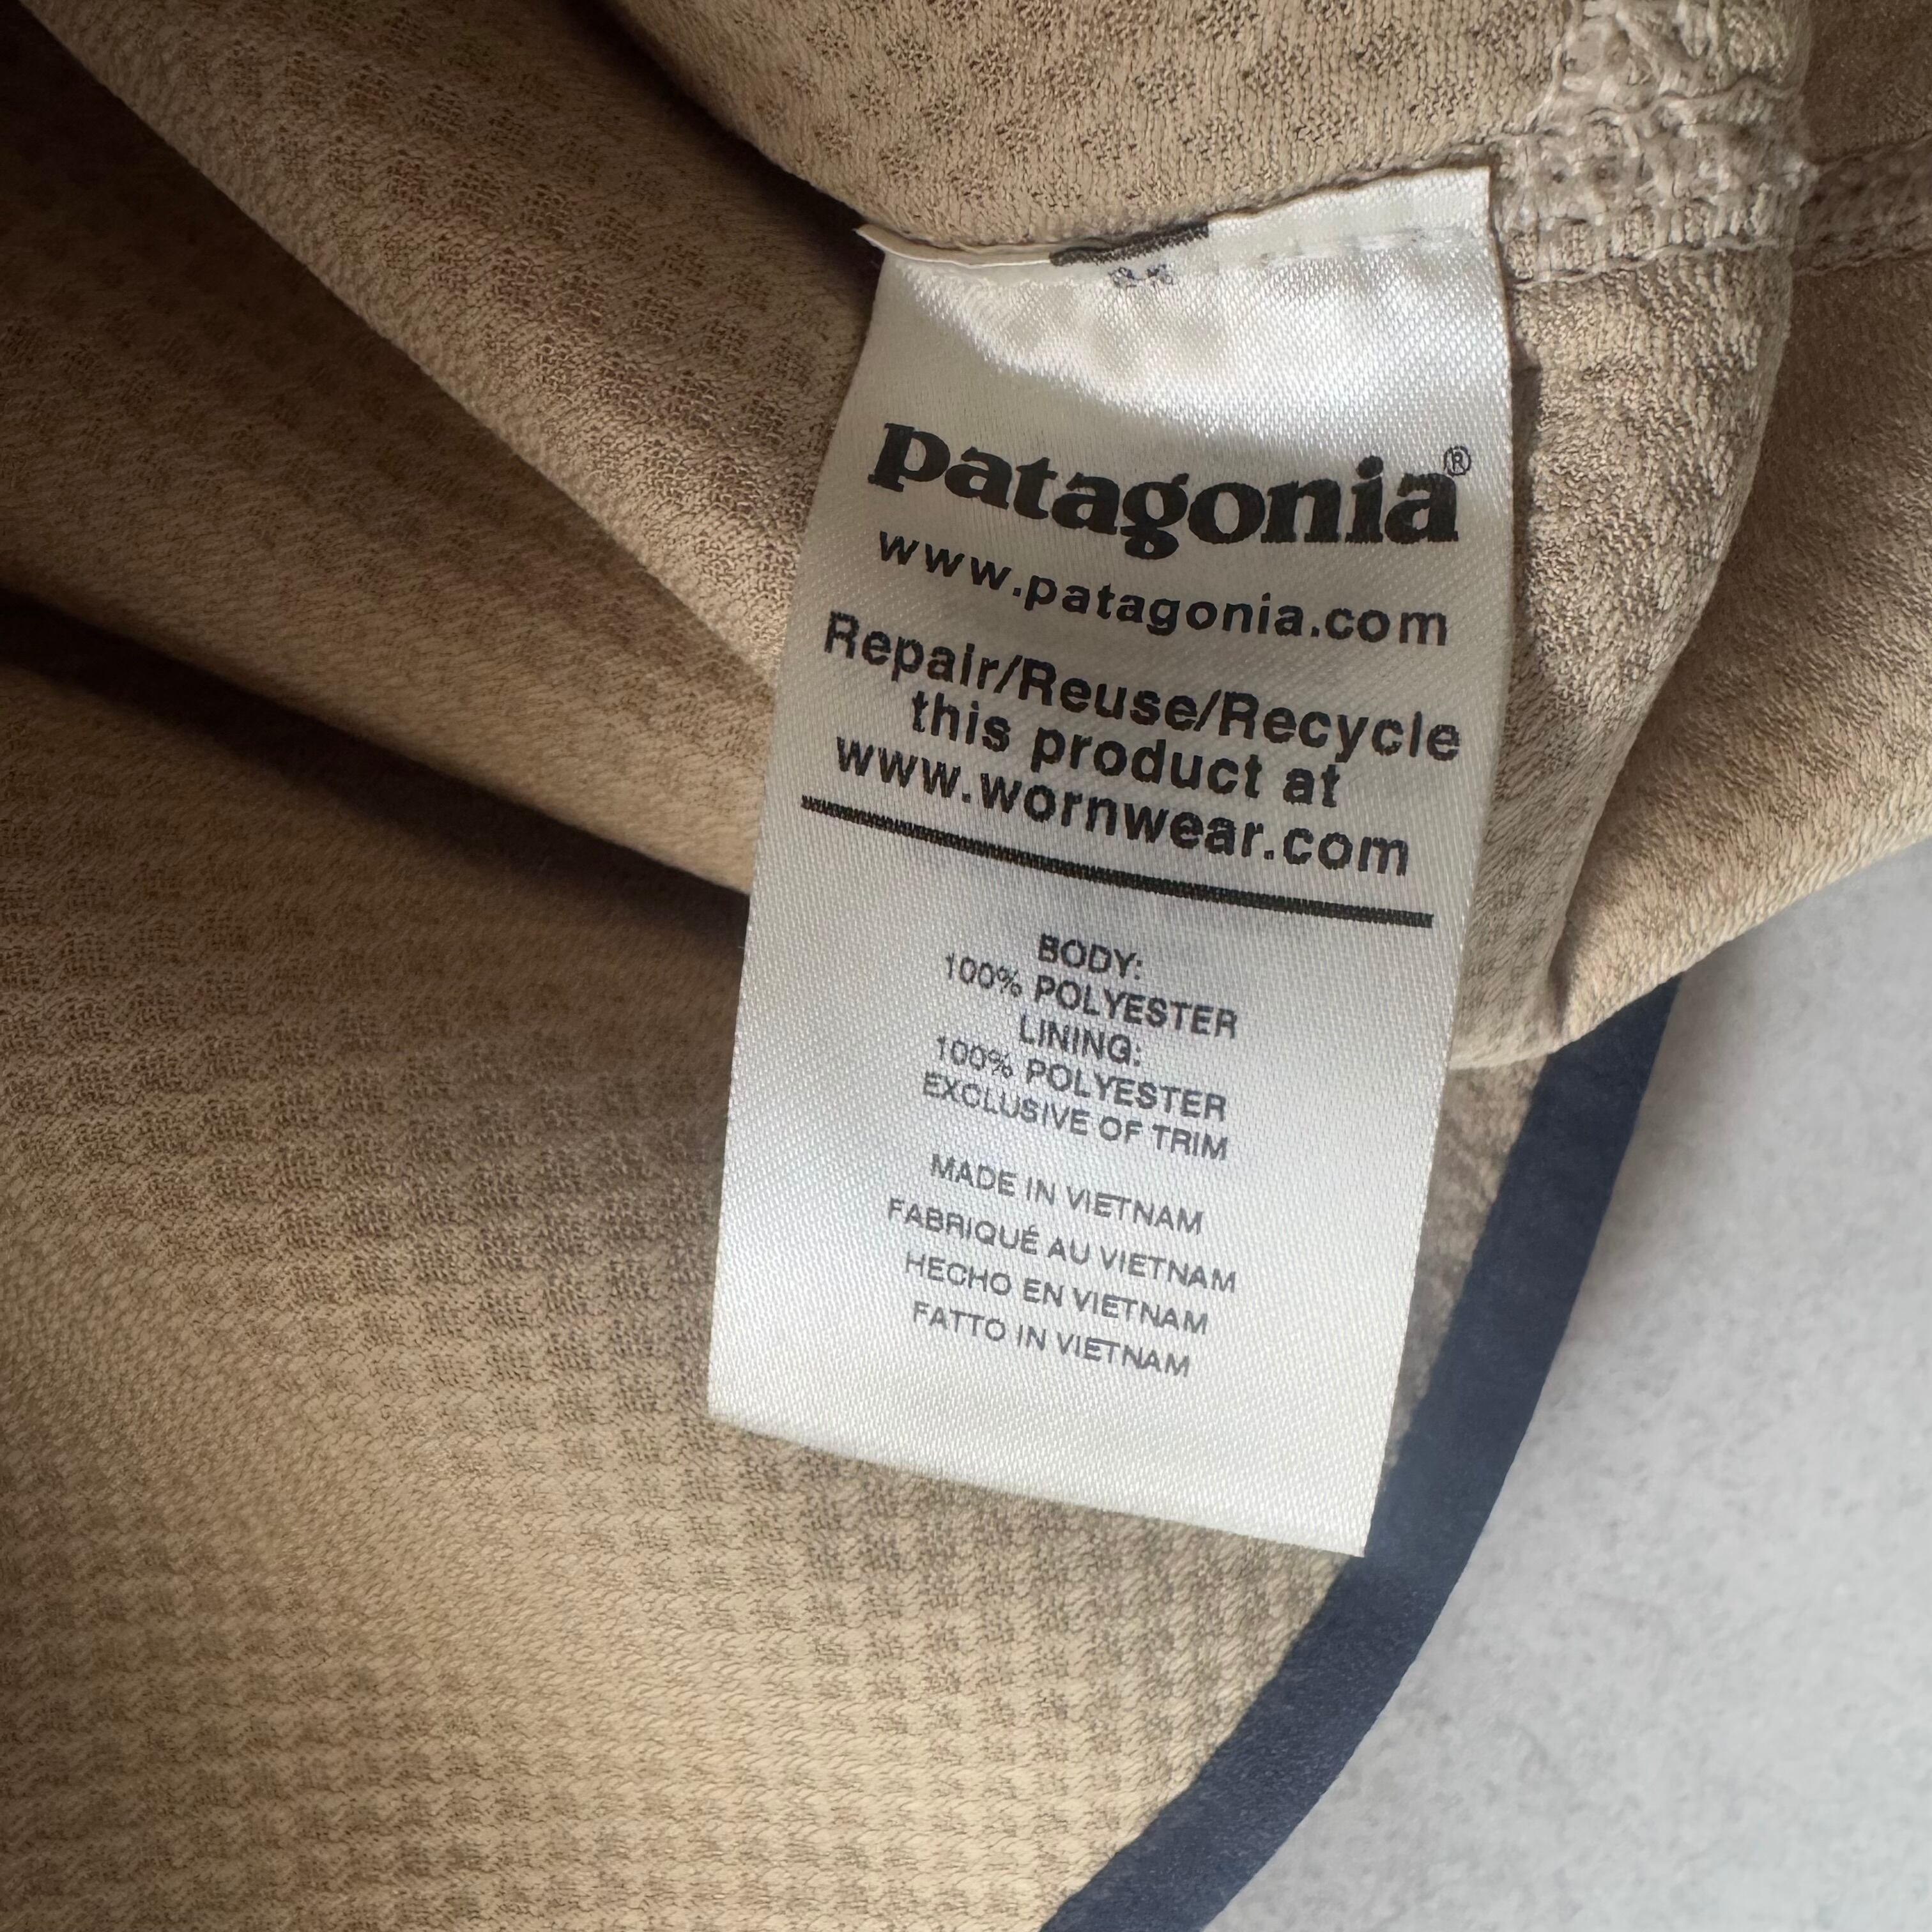 patagonia®
www.patagonia.com
Repair/Reuse/Recycle
this product at
www.wornwear.com
BODY:
100% POLYESTER
LINING:
100% POLYESTER
EXCLUSIVE OF TRIM
MADE IN VIETNAM
FABRIQUÉ AU VIETNAM
HECHO EN VIETNAM
FATTO IN VIETNAM